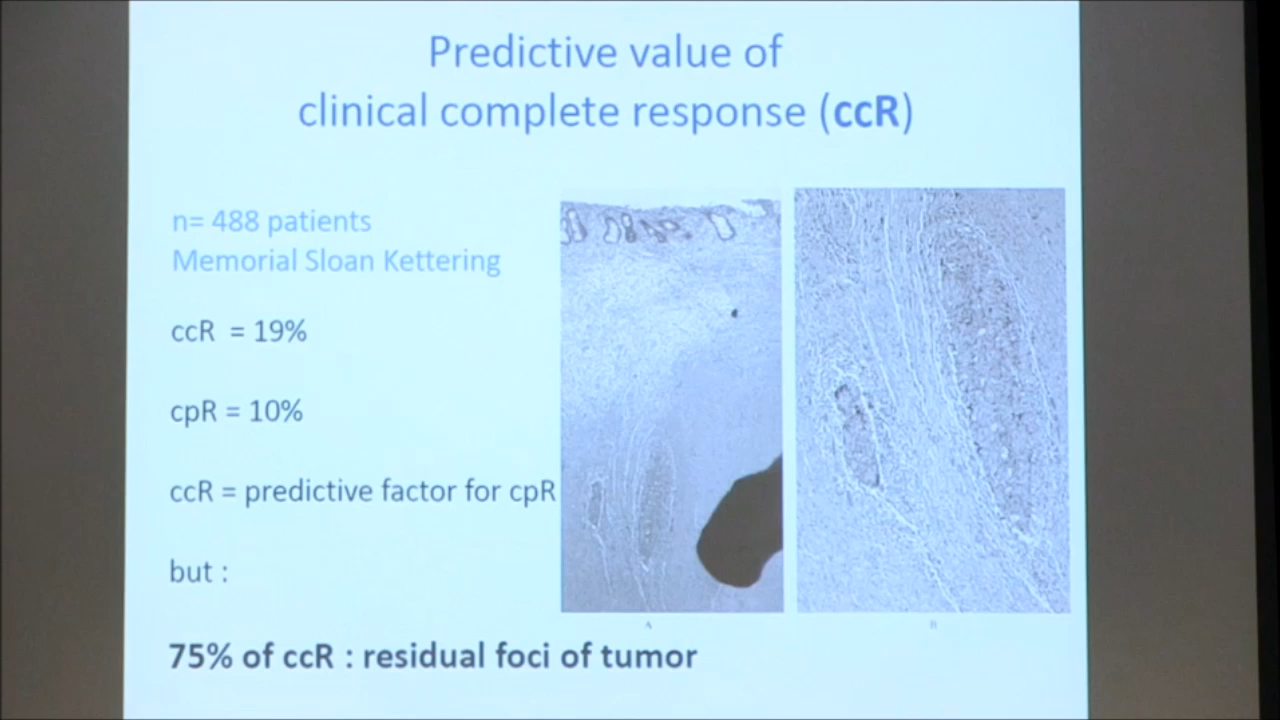 Predictive value of
clinical complete response (ccR)
n= 488 patients
Memorial Sloan Kettering
ccR = 19%
cpR = 10%
ccR = predictive factor for cpR
but :
75% of ccR : residual foci of tumor
A
B